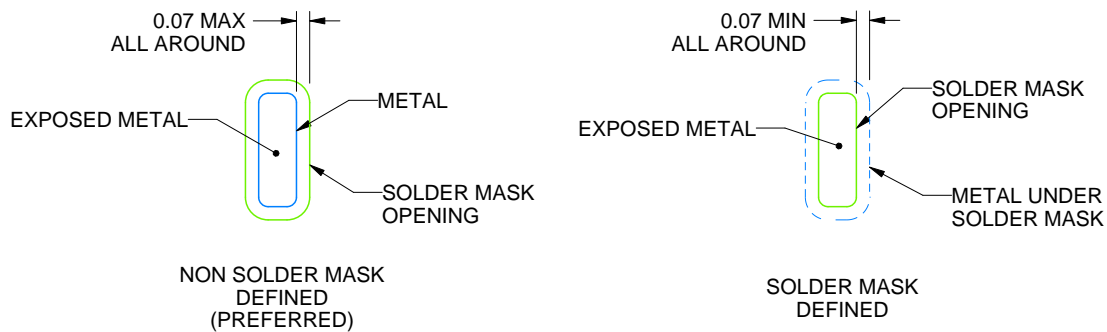 0.07 MAX
ALL AROUND
EXPOSED METAL
METAL
SOLDER MASK
OPENING
NON SOLDER MASK
DEFINED
(PREFERRED)
0.07 MIN
ALL AROUND
SOLDER MASK
OPENING
EXPOSED METAL
METAL UNDER
SOLDER MASK
SOLDER MASK
DEFINED